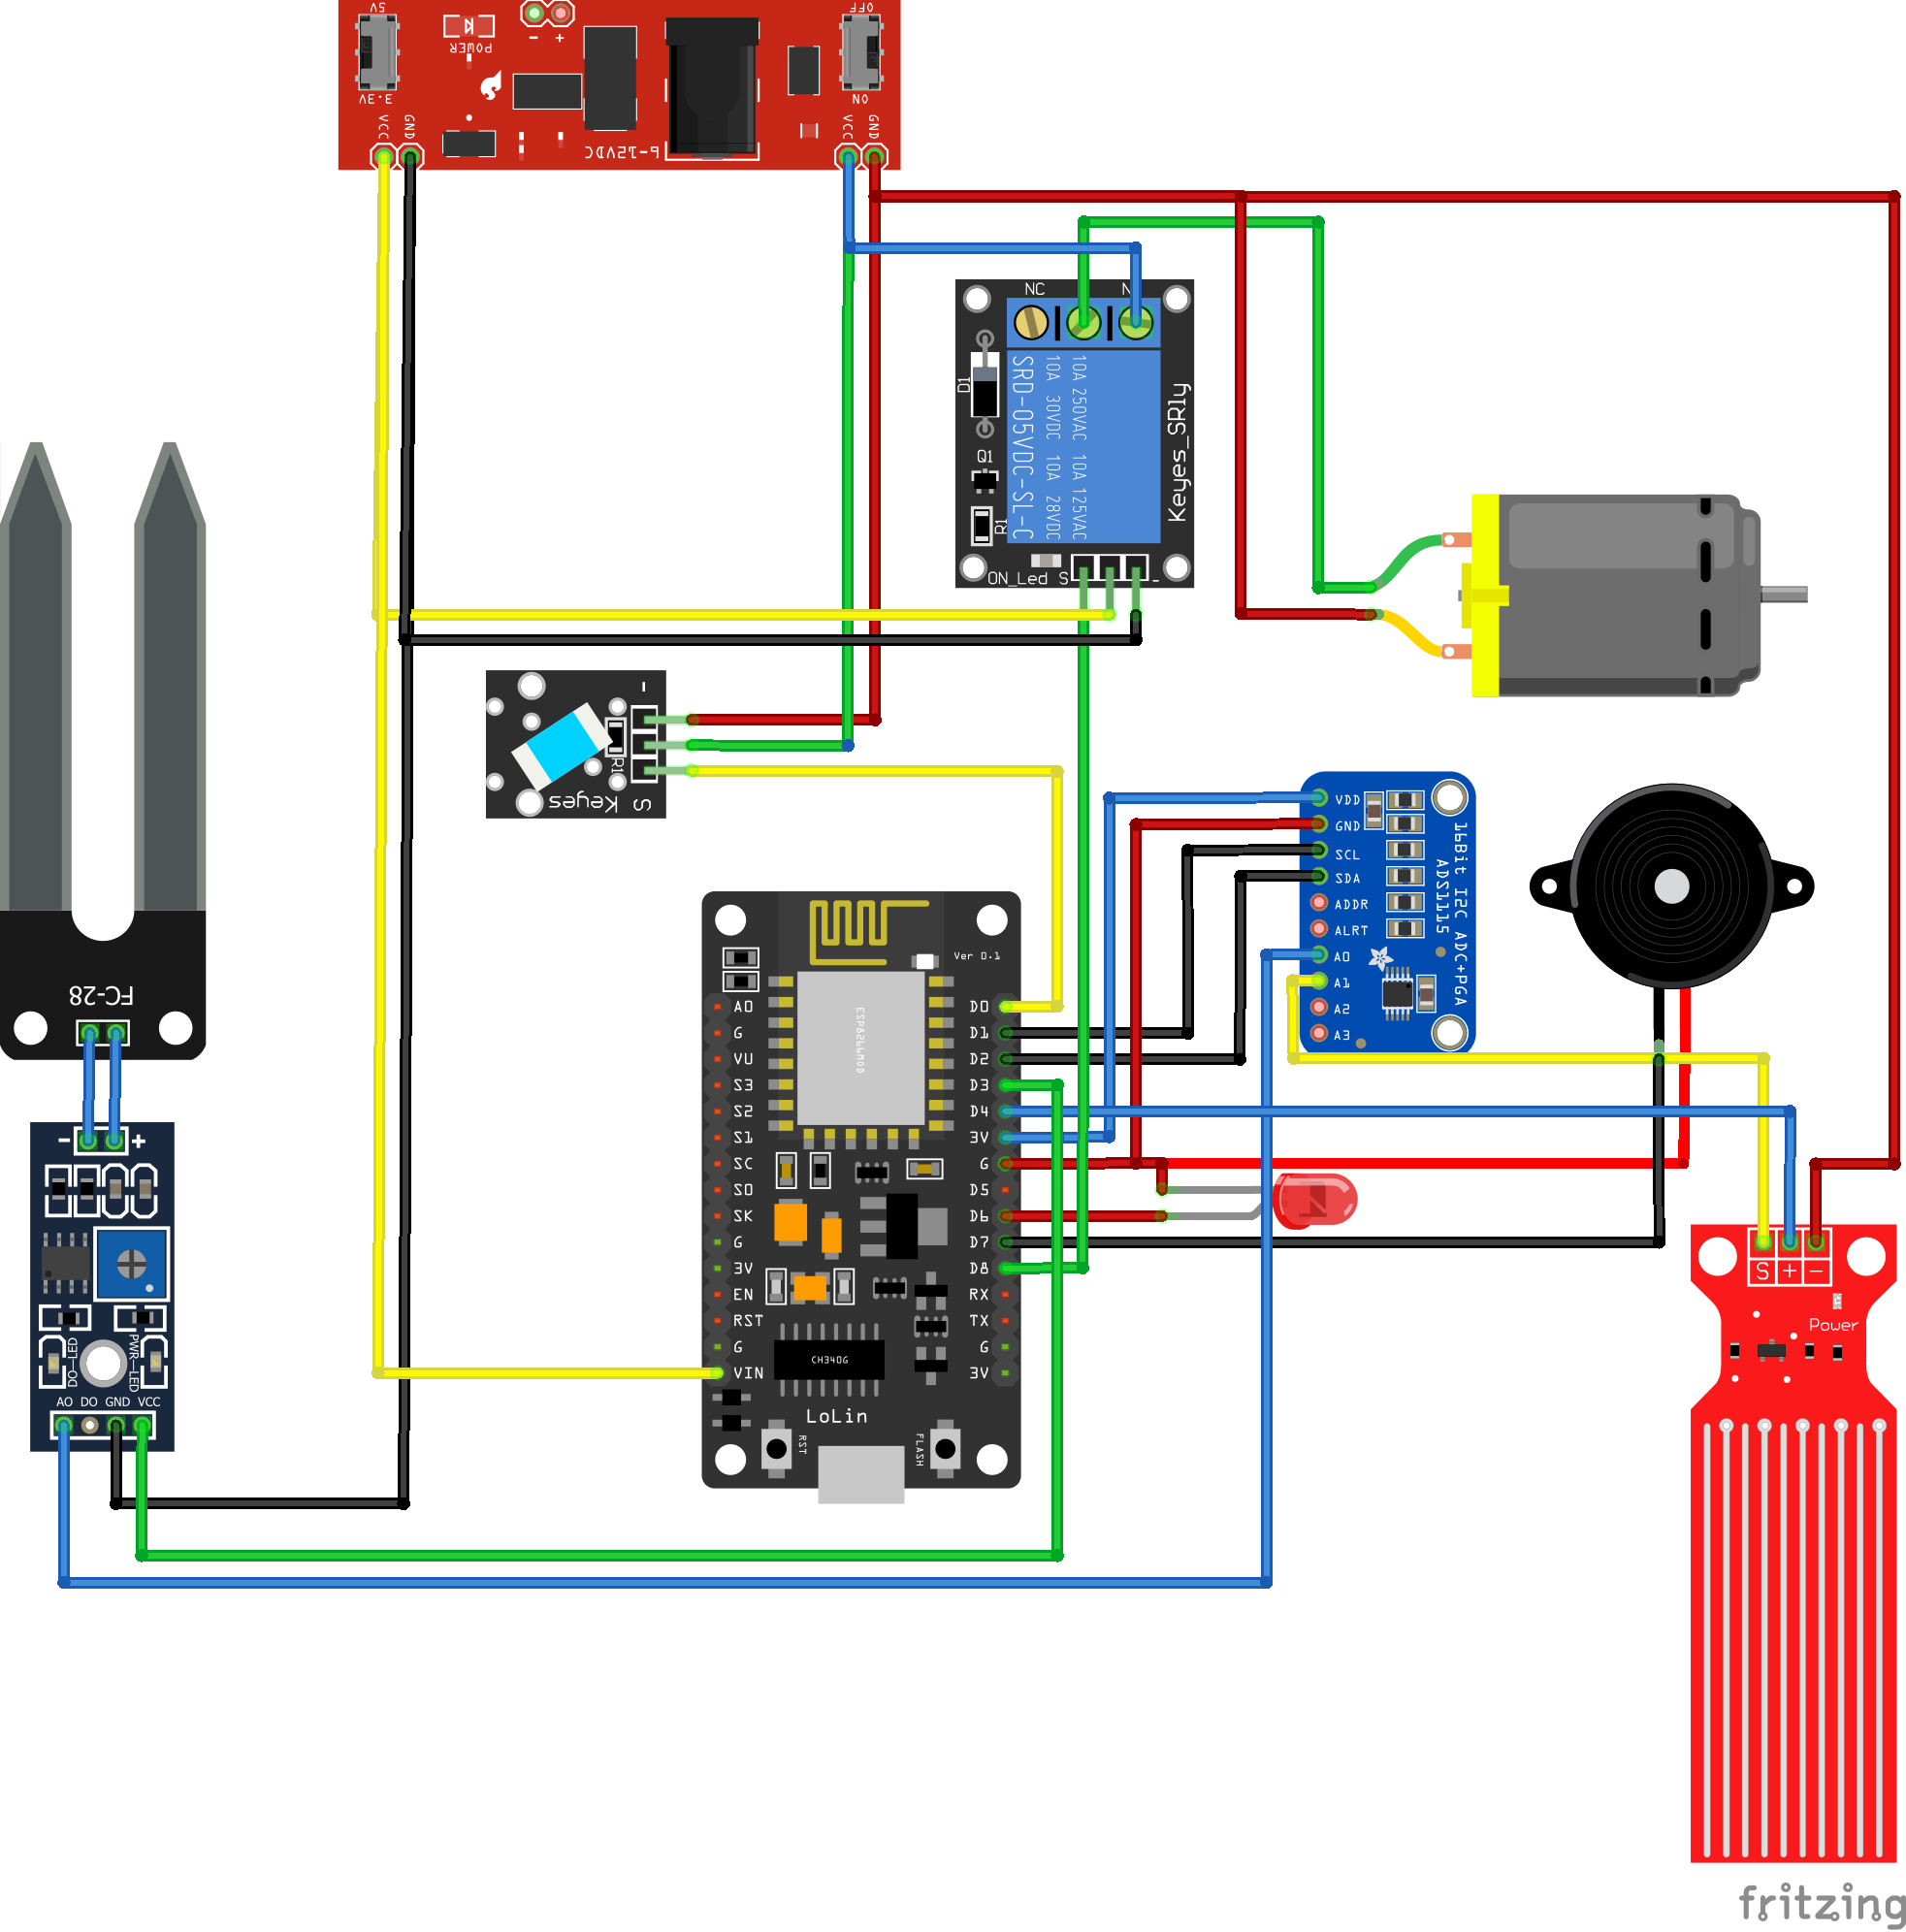 5V
POWER
- +
OFF
3.3V
ON
VCC
GND
6-12VDC
VCC
GND
NC
N
D1
Q1
R1
SRD-05VDC-SL-C
10A 30VDC 10A 28VDC
10A 250VAC 10A 125VAC
Keyes_SRly
ON_Led S
-
-
R1
Keyes
S
VDD
GND
SCL
SDA
ADDR
ALRT
A0
A1
A2
A3
16Bit I2C ADC+PGA
ADS1115
FC-28
- +
DO-LED
PWR-LED
AO DO GND VCC
Ver 0.1
ESP8266MOD
A0
G
VU
S3
S2
S1
SC
SO
SK
G
3V
EN
RST
G
VIN
D0
D1
D2
D3
D4
3V
G
D5
D6
D7
D8
RX
TX
G
3V
CH340G
LoLin
RST
FLASH
S + -
Power
fritzing